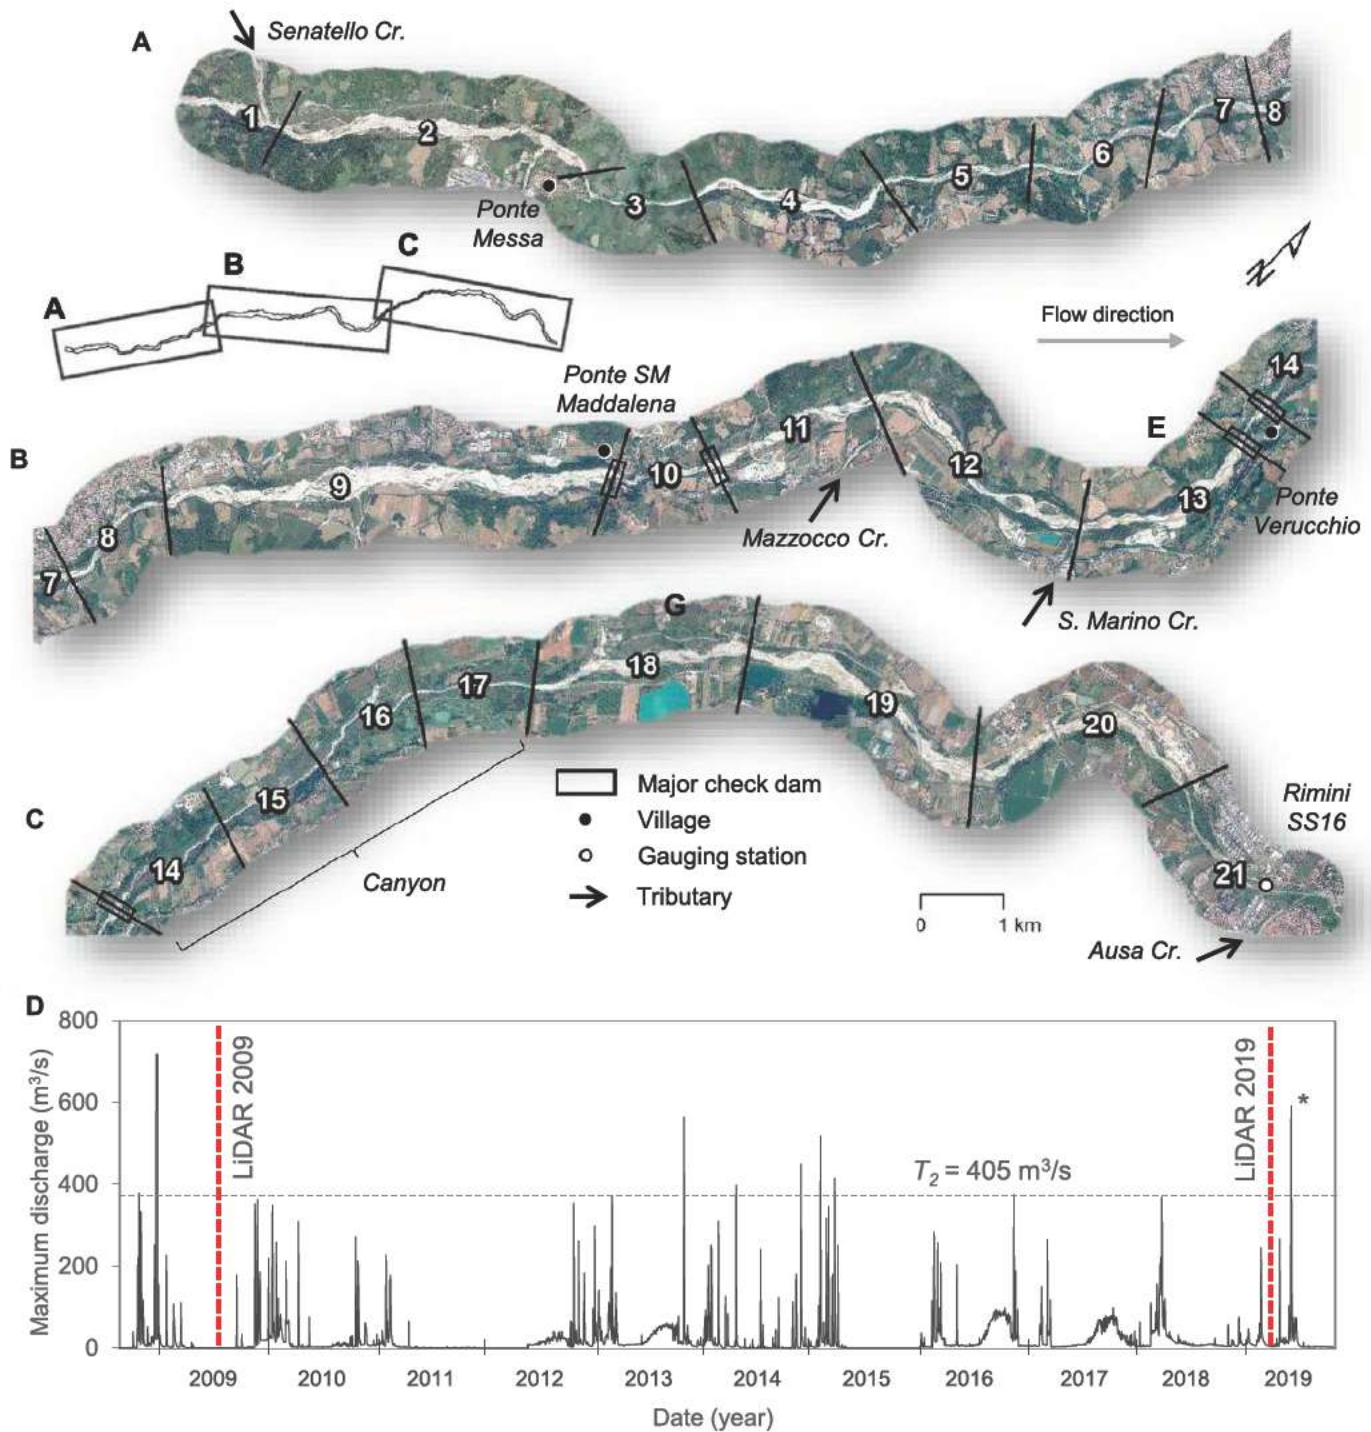 A
Senatello Cr.
1
2
3
4
5
6
7
8
Ponte
Messa
A
B
C
N
Flow direction
B
Ponte SM
Maddalena
7
8
9
10
11
12
13
14
E
Mazzocco Cr.
S. Marino Cr.
Ponte
Verucchio
C
G
14
15
16
17
18
19
20
21
Canyon
Major check dam
Village
Gauging station
Tributary
0 1 km
Rimini
SS16
Ausa Cr.
D
Maximum discharge (m³/s)
800
600
400
200
0
LiDAR 2009
T₂ = 405 m³/s
LiDAR 2019
*
2009 2010 2011 2012 2013 2014 2015 2016 2017 2018 2019
Date (year)